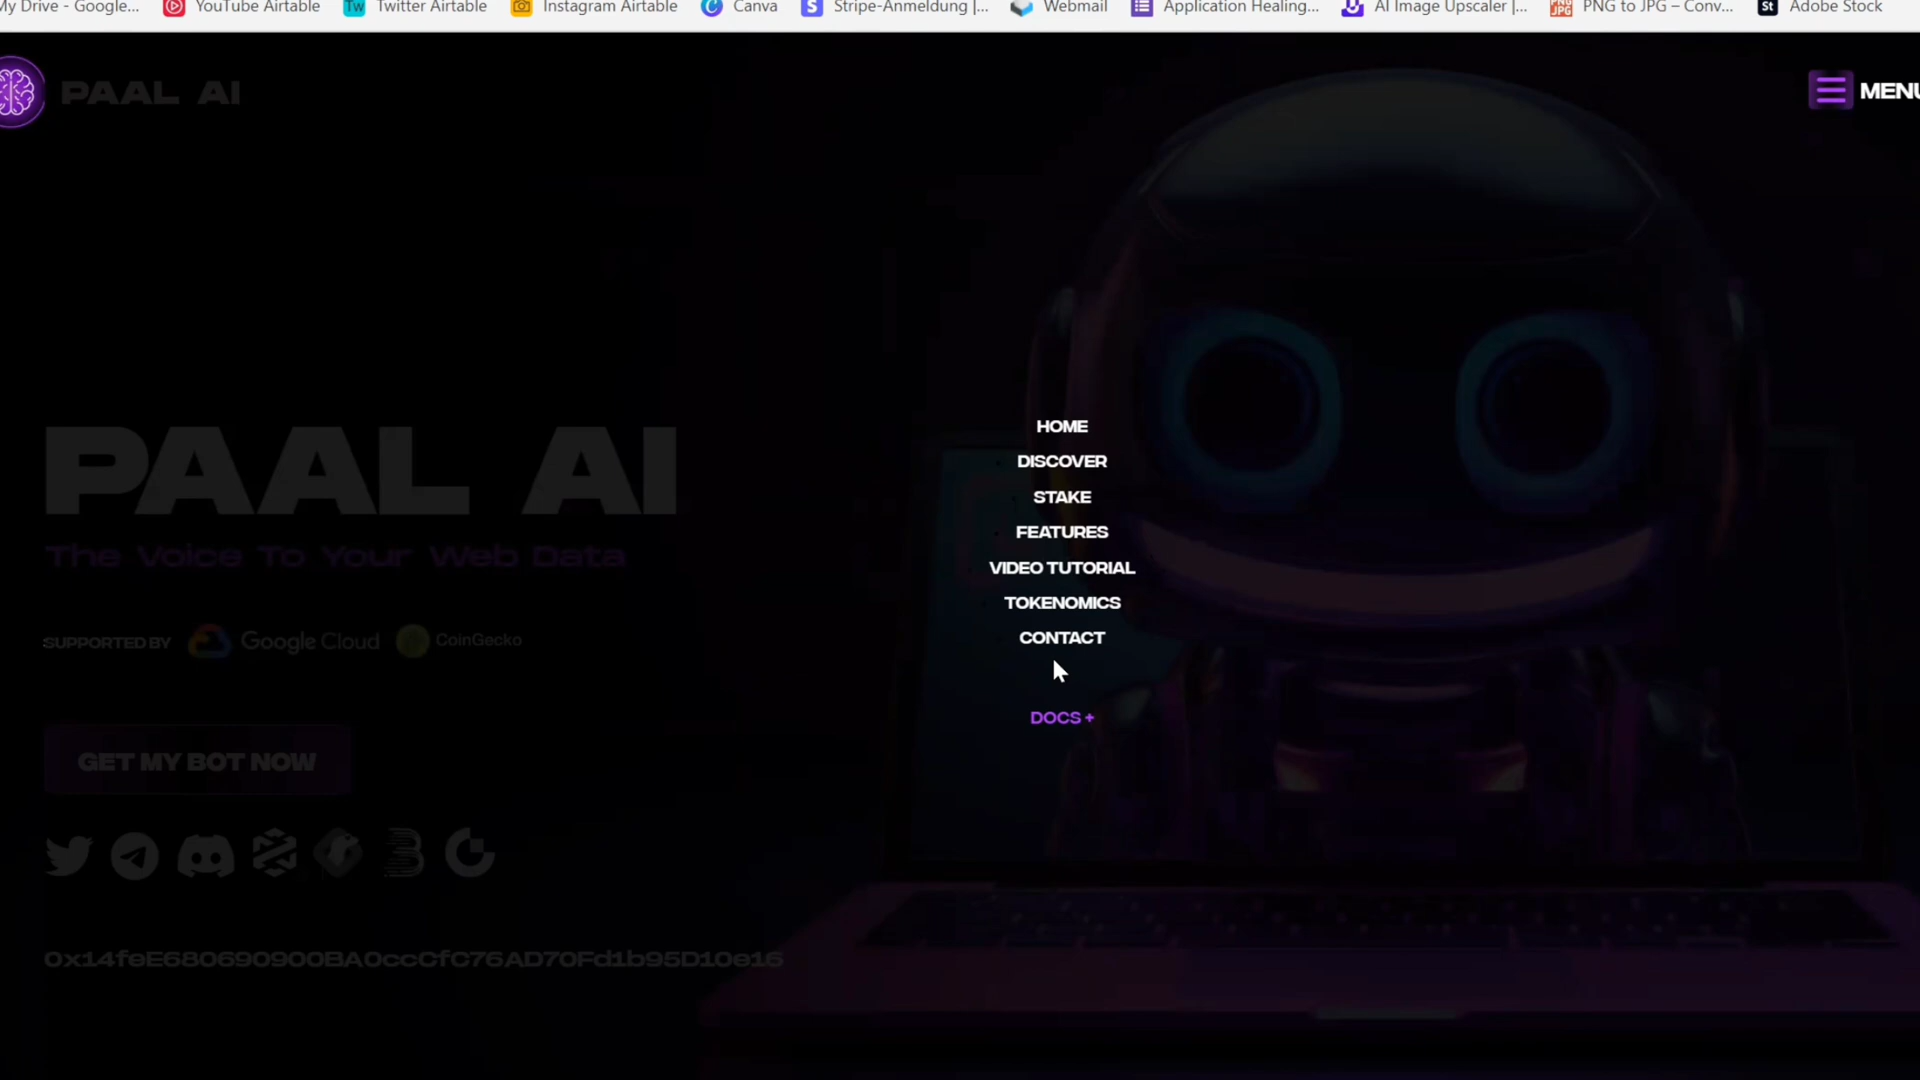 My Drive - Google... YouTube Airtable Twitter Airtable Instagram Airtable Canva Stripe-Anmeldung |... Webmail Application Healing... AI Image Upscaler |... PNG to JPG – Conv... Adobe Stock
PAAL AI
MENU
HOME
DISCOVER
STAKE
FEATURES
VIDEO TUTORIAL
TOKENOMICS
CONTACT
DOCS +
PAAL AI
The Voice To Your Web Data
SUPPORTED BY Google Cloud CoinGecko
GET MY BOT NOW
0x14feE680690900BA0ccCfC76AD70Fd1b95D10e16